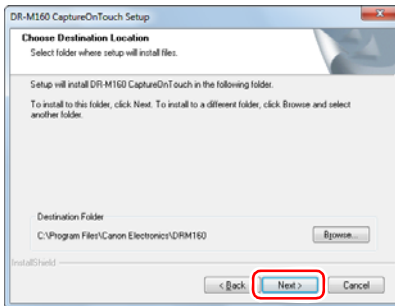 DR-M160 CaptureOnTouch Setup
Choose Destination Location
Select folder where setup will install files.
Setup will install DR-M160 CaptureOnTouch in the following folder.
To install to this folder, click Next. To install to a different folder, click Browse and select
another folder.
Destination Folder
C:\Program Files\Canon Electronics\DRM160
Browse...
InstallShield
< Back
Next >
Cancel